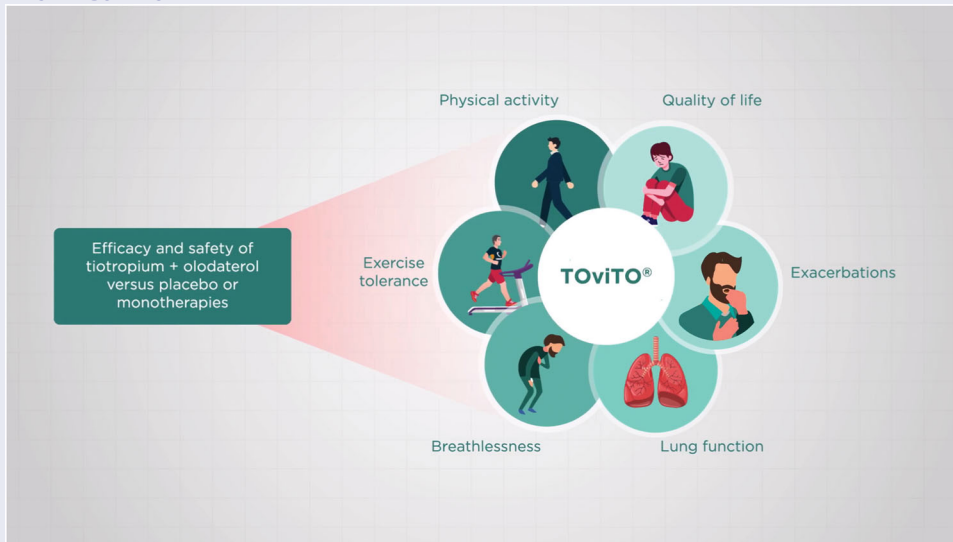 Physical activity
Quality of life
Efficacy and safety of
tiotropium + olodaterol
versus placebo or
monotherapies
Exercise
tolerance
TOviTO®
Exacerbations
Breathlessness
Lung function